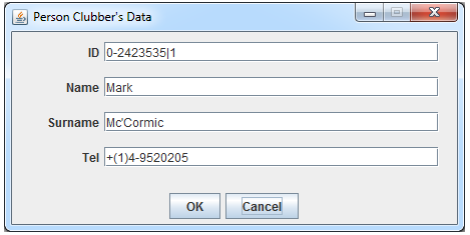 Person Clubber's Data
ID 0-2423535|1
Name Mark
Surname Mc'Cormic
Tel +(1)4-9520205
OK Cancel